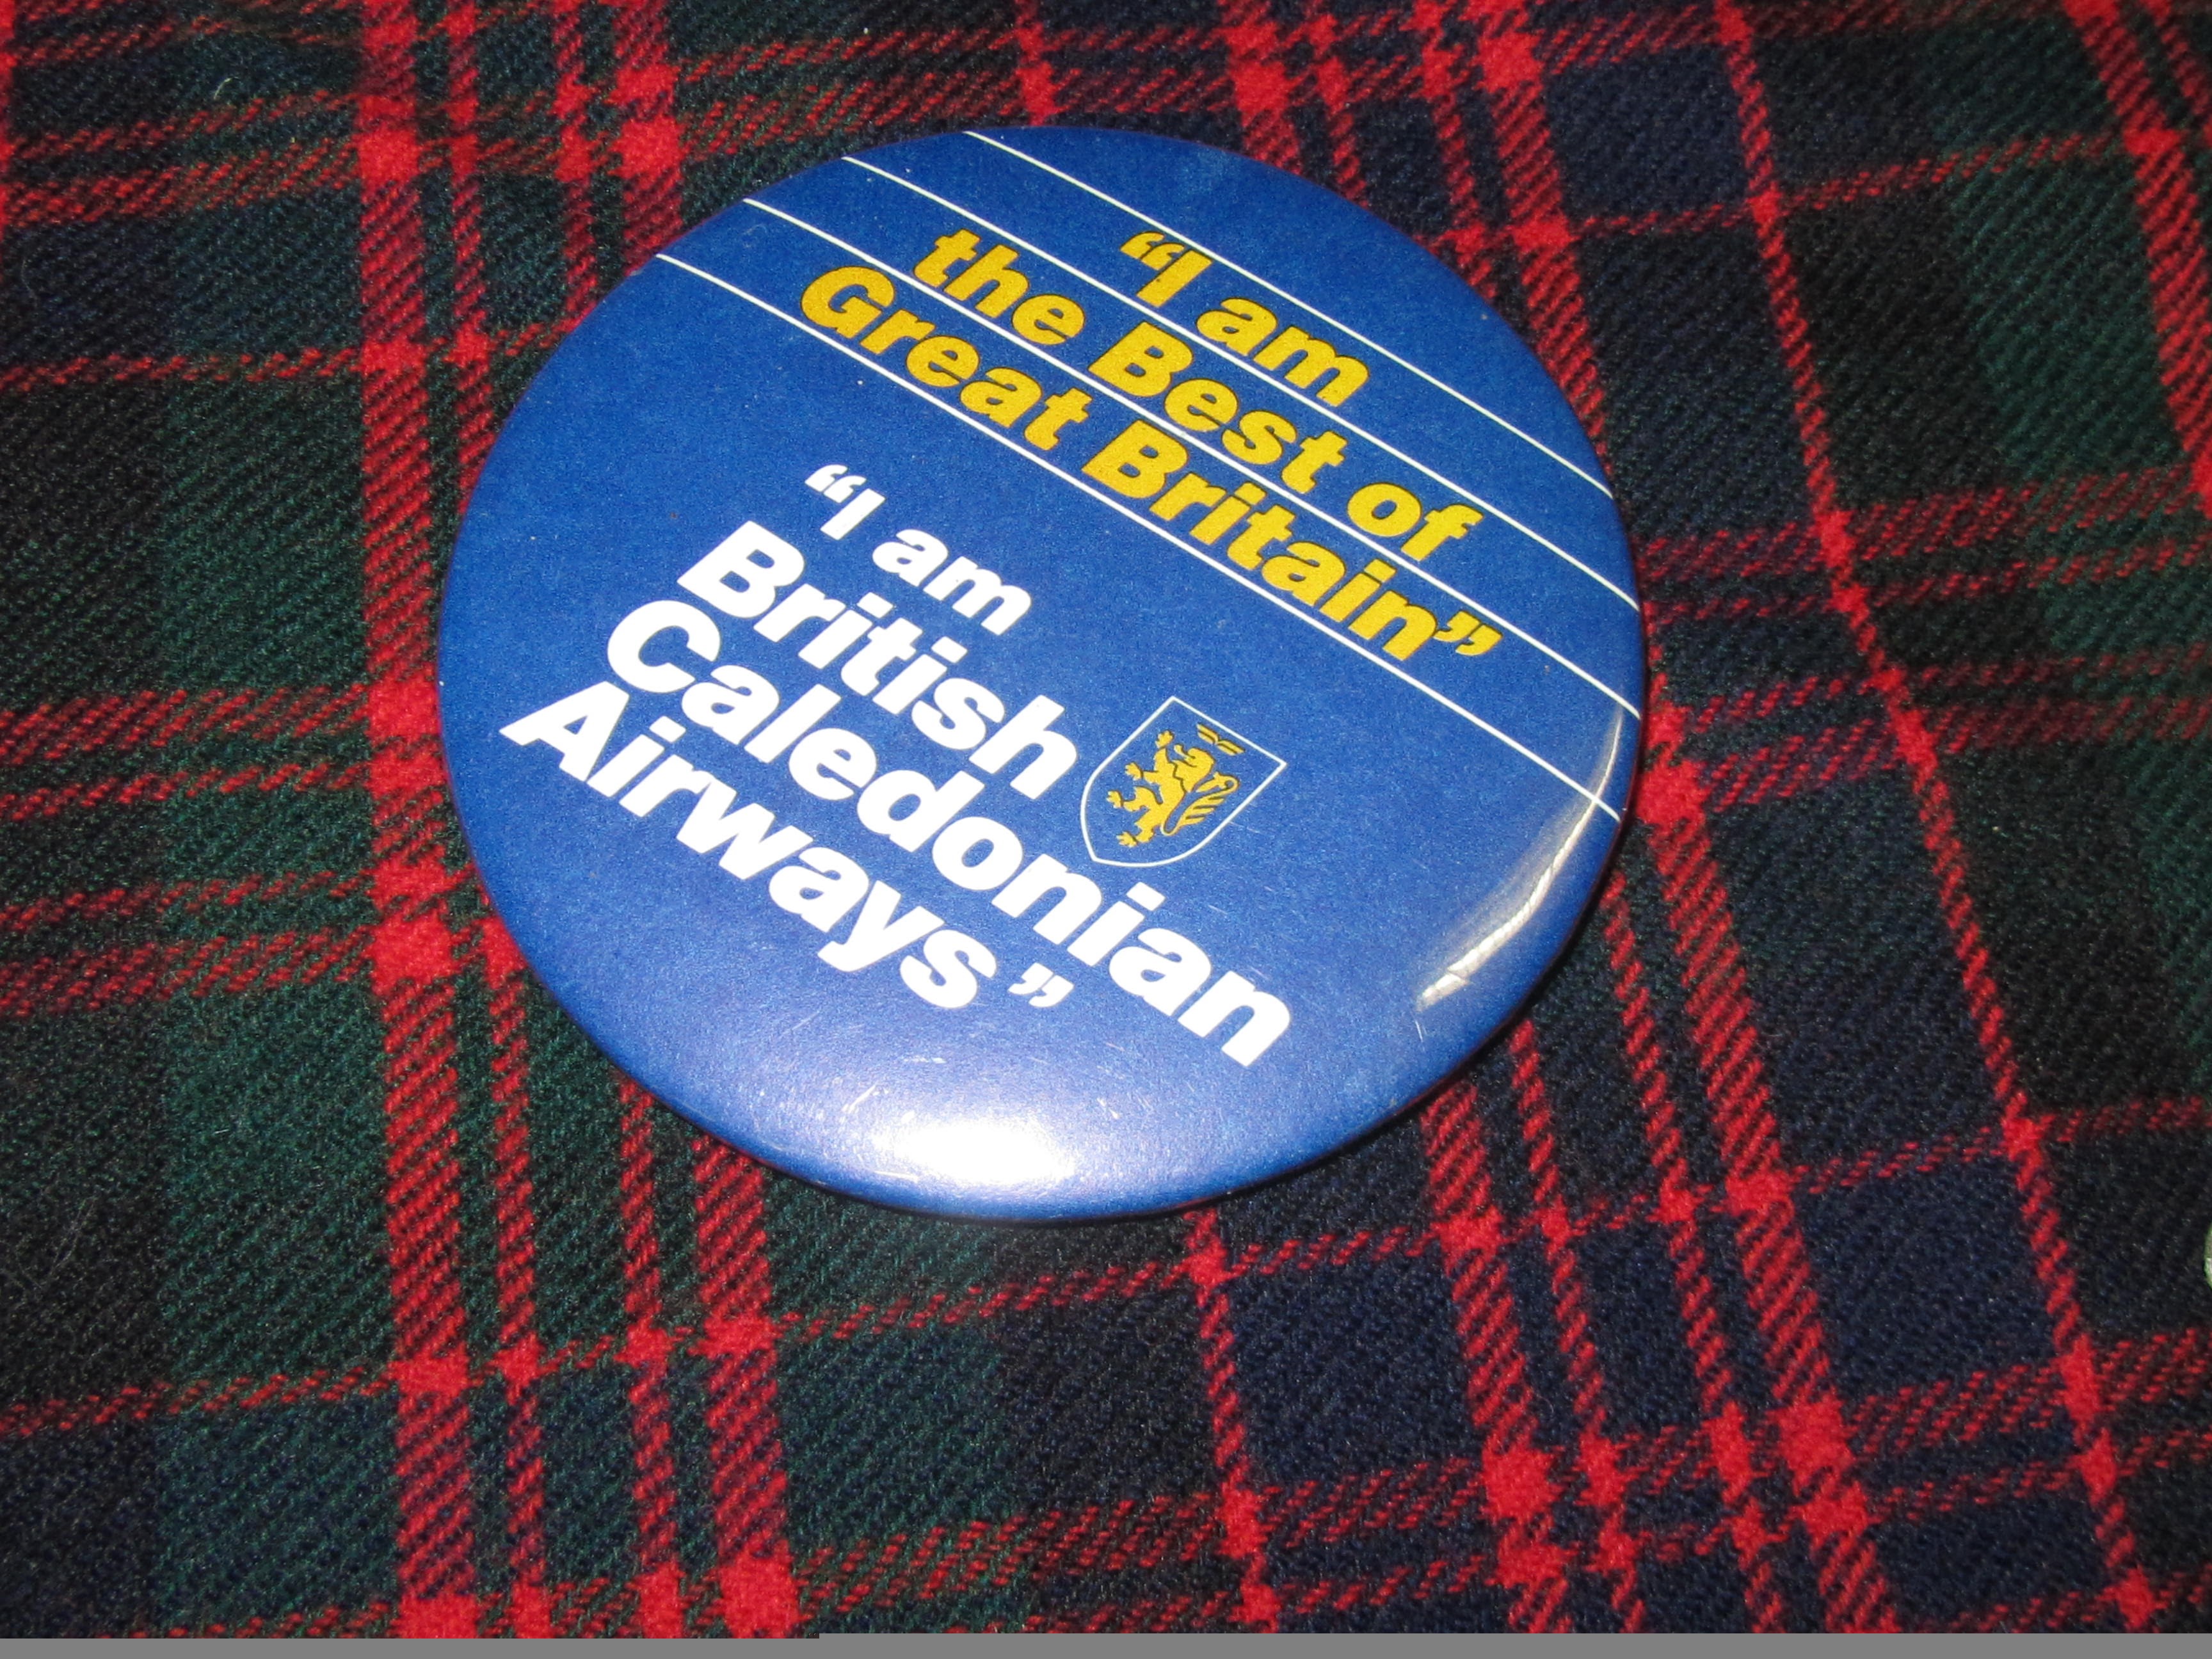 “I am
the Best of
Great Britain”
“I am
British
Caledonian
Airways”